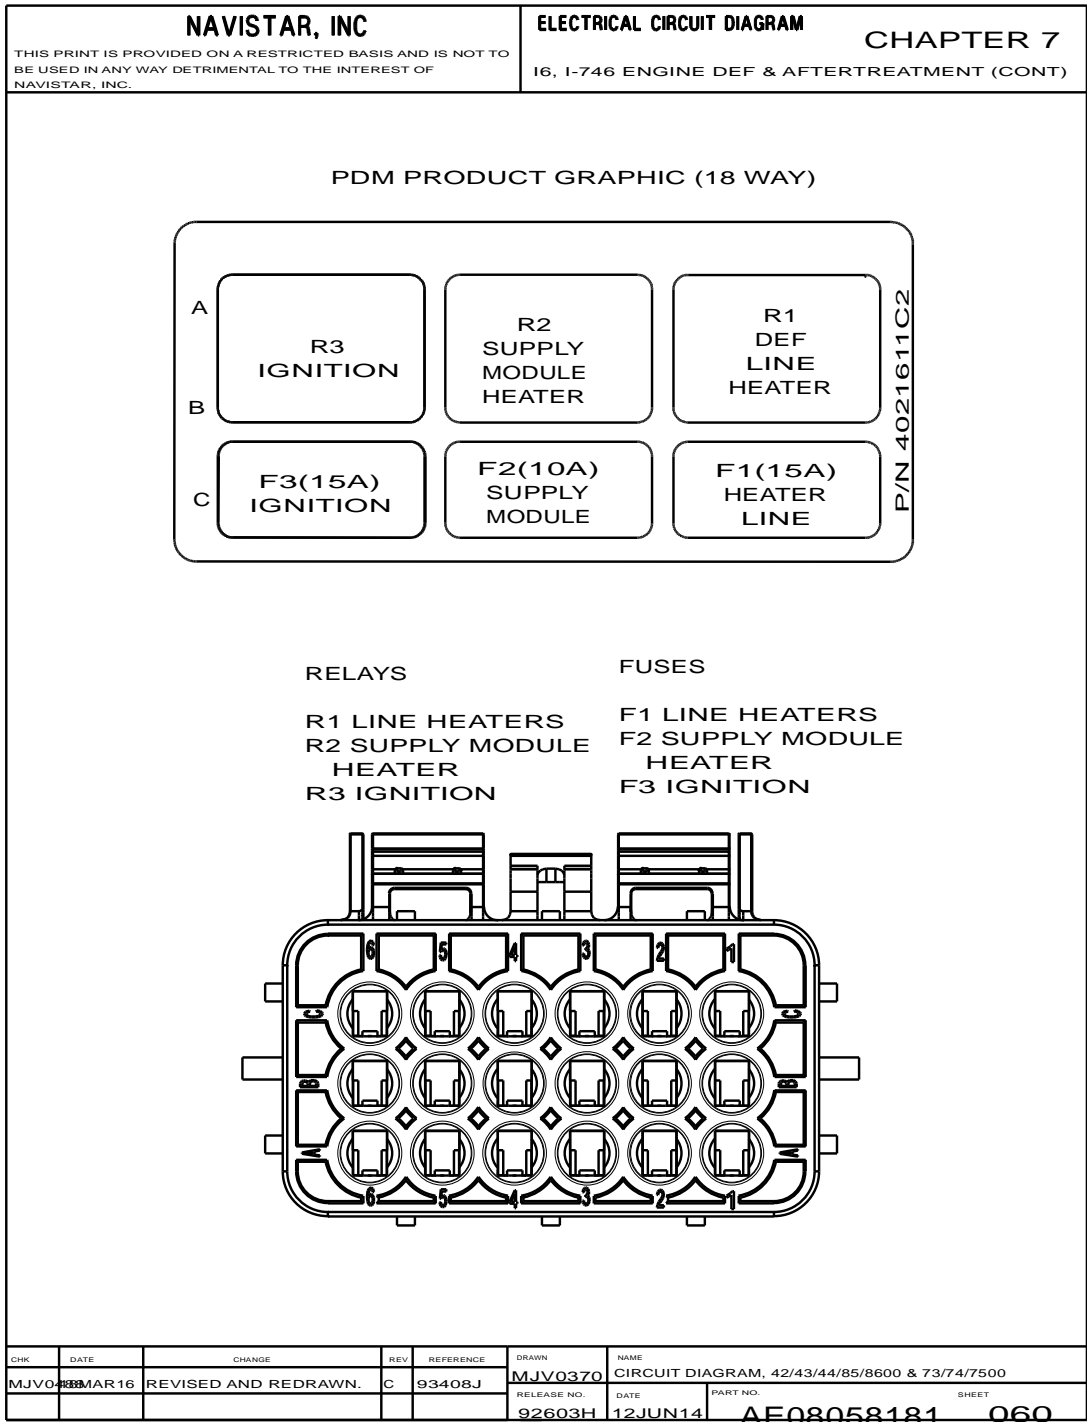 NAVISTAR, INC
THIS PRINT IS PROVIDED ON A RESTRICTED BASIS AND IS NOT TO
BE USED IN ANY WAY DETRIMENTAL TO THE INTEREST OF
NAVISTAR, INC.
ELECTRICAL CIRCUIT DIAGRAM
CHAPTER 7
I6, I-746 ENGINE DEF & AFTERTREATMENT (CONT)
PDM PRODUCT GRAPHIC (18 WAY)
A
B
C
R3
IGNITION
R2
SUPPLY
MODULE
HEATER
R1
DEF
LINE
HEATER
F3(15A)
IGNITION
F2(10A)
SUPPLY
MODULE
F1(15A)
HEATER
LINE
P/N 4021611C2
RELAYS
R1 LINE HEATERS
R2 SUPPLY MODULE
HEATER
R3 IGNITION
FUSES
F1 LINE HEATERS
F2 SUPPLY MODULE
HEATER
F3 IGNITION
6 5 4 3 2 1
C C
B B
A A
6 5 4 3 2 1
CHK DATE CHANGE REV REFERENCE
MAR16 REVISED AND REDRAWN. C 93408J
DRAWN
MJV0370
NAME
CIRCUIT DIAGRAM, 42/43/44/85/8600 & 73/74/7500
RELEASE NO.
92603H
DATE
12JUN14
PART NO.
AE08058181
SHEET
060